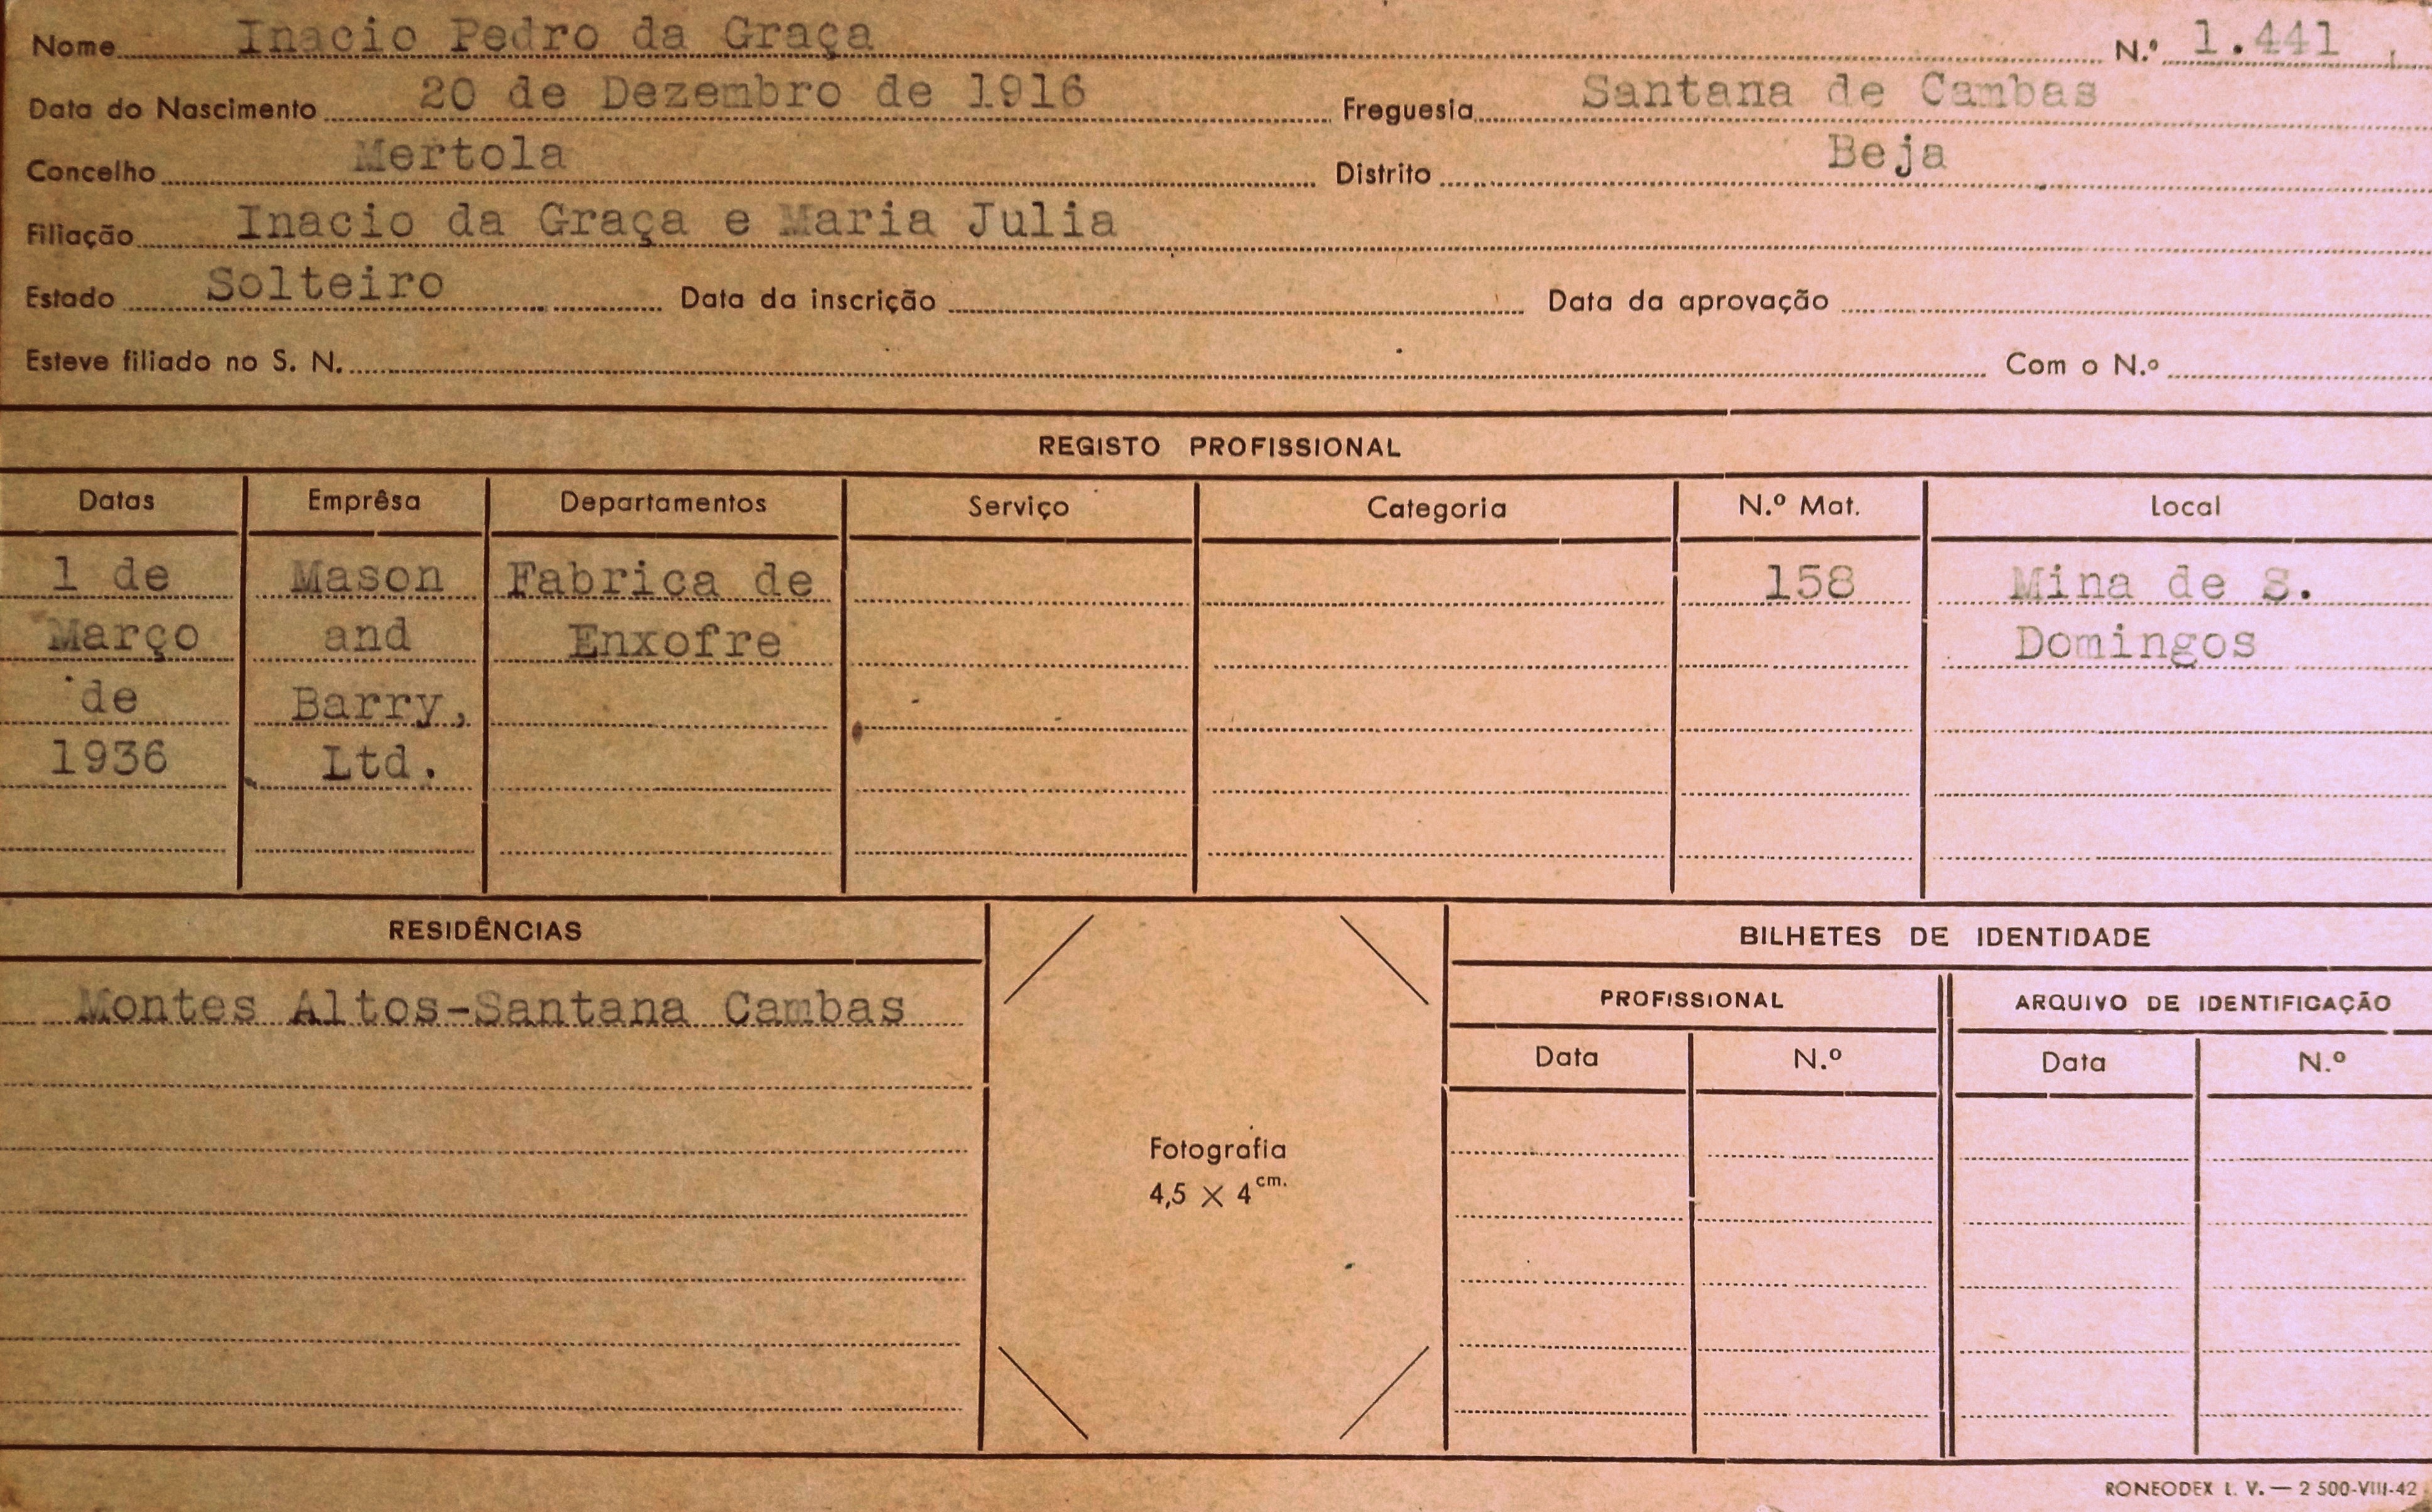 Nome Inacio Pedro da Graça N.º 1.441
Data do Nascimento 20 de Dezembro de 1916 Freguesia Santana de Cambas
Concelho Mertola Distrito Beja
Filiação Inacio da Graça e Maria Julia
Estado Solteiro Data da inscrição Data da aprovação
Esteve filiado no S. N. Com o N.º
REGISTO PROFISSIONAL
Datas Emprêsa Departamentos Serviço Categoria N.º Mat. Local
1 de Mason Fabrica de 158 Mina de S.
Março and Enxofre Domingos
de Barry,
1936 Ltd.
RESIDÊNCIAS BILHETES DE IDENTIDADE
Montes Altos-Santana Cambas PROFISSIONAL ARQUIVO DE IDENTIFICAÇÃO
Data N.º Data N.º
Fotografia
4,5 × 4 cm.
RONEODEX L. V. — 2 500-VIII-42